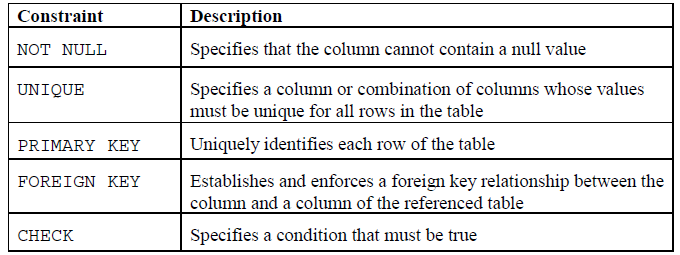 Constraint Description
NOT NULL Specifies that the column cannot contain a null value
UNIQUE Specifies a column or combination of columns whose values
must be unique for all rows in the table
PRIMARY KEY Uniquely identifies each row of the table
FOREIGN KEY Establishes and enforces a foreign key relationship between the
column and a column of the referenced table
CHECK Specifies a condition that must be true